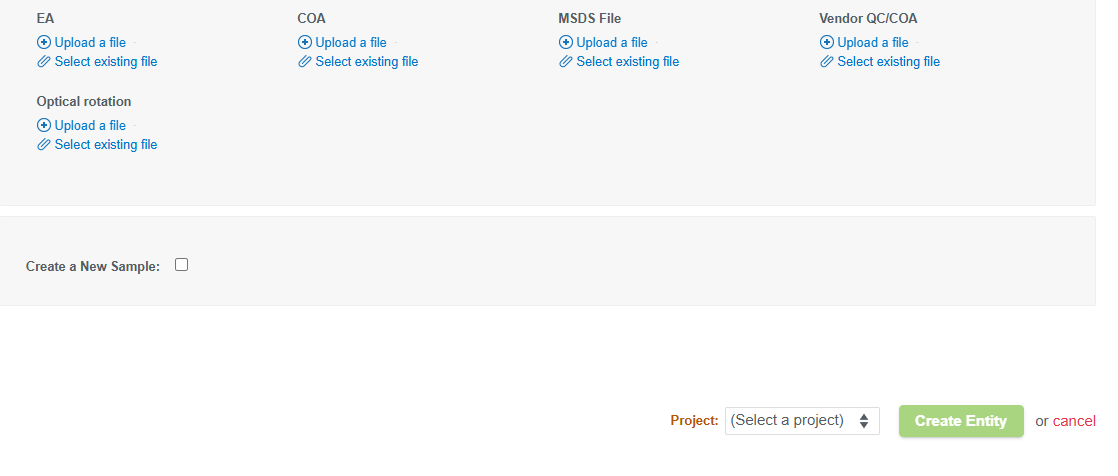 EA COA MSDS File Vendor QC/COA
Upload a file Upload a file Upload a file Upload a file
Select existing file Select existing file Select existing file Select existing file
Optical rotation
Upload a file
Select existing file
Create a New Sample:
Project: (Select a project) Create Entity or cancel